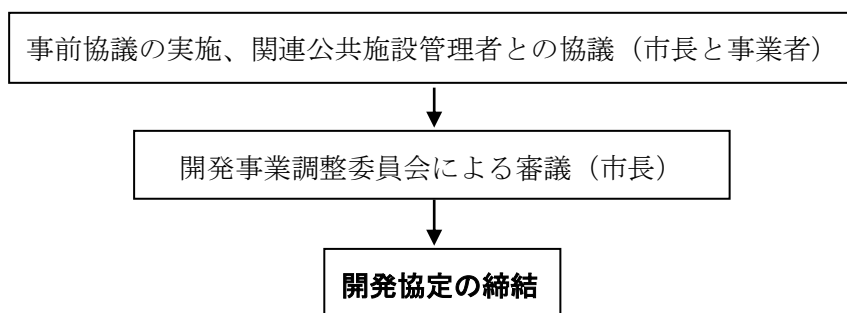 事前協議の実施、関連公共施設管理者との協議（市長と事業者）
開発事業調整委員会による審議（市長）
開発協定の締結